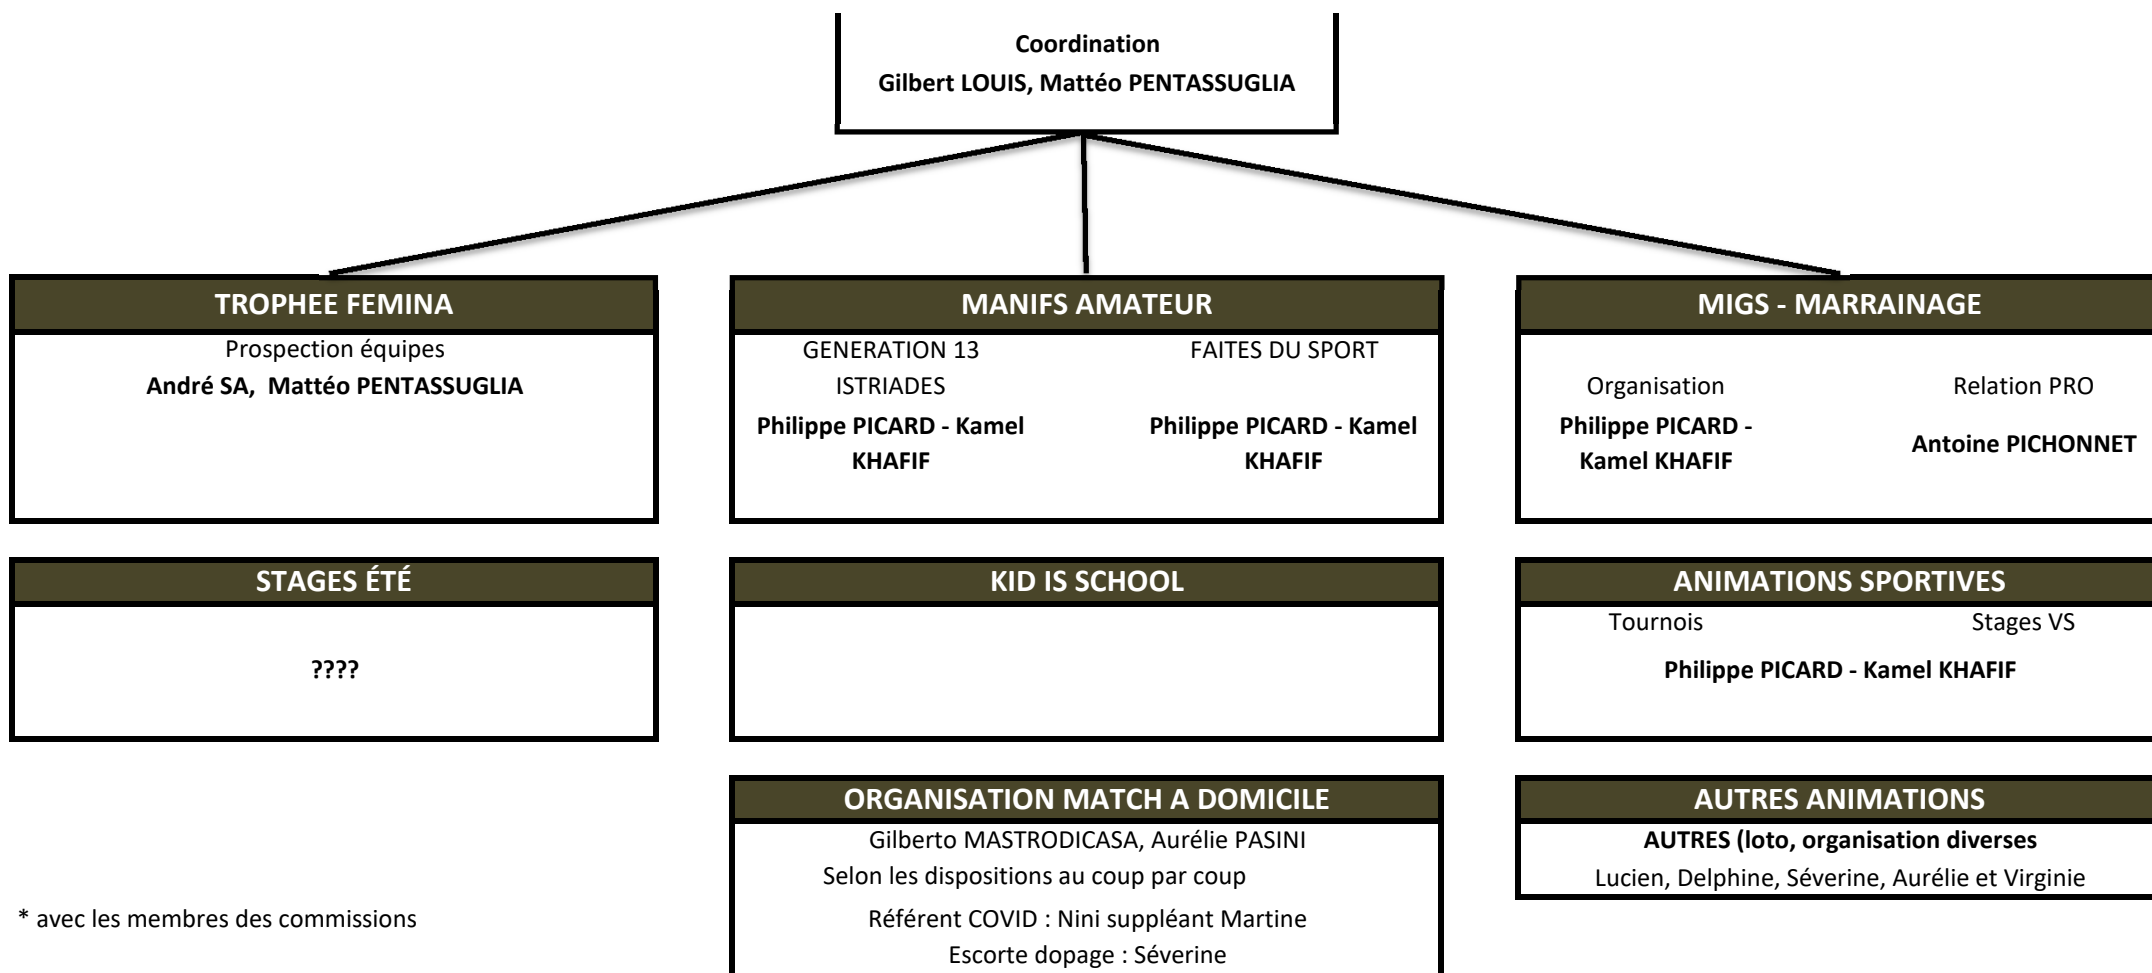 Coordination
Gilbert LOUIS, Mattéo PENTASSUGLIA
TROPHEE FEMINA
Prospection équipes
André SA, Mattéo PENTASSUGLIA
MANIFS AMATEUR
GENERATION 13
ISTRIADES
Philippe PICARD - Kamel
KHAFIF
FAITES DU SPORT
Philippe PICARD - Kamel
KHAFIF
MIGS - MARRAINAGE
Organisation
Philippe PICARD -
Kamel KHAFIF
Relation PRO
Antoine PICHONNET
STAGES ÉTÉ
????
KID IS SCHOOL
ANIMATIONS SPORTIVES
Tournois
Stages VS
Philippe PICARD - Kamel KHAFIF
ORGANISATION MATCH A DOMICILE
Gilberto MASTRODICASA, Aurélie PASINI
Selon les dispositions au coup par coup
Référent COVID : Nini suppléant Martine
Escorte dopage : Séverine
AUTRES ANIMATIONS
AUTRES (loto, organisation diverses
Lucien, Delphine, Séverine, Aurélie et Virginie
* avec les membres des commissions